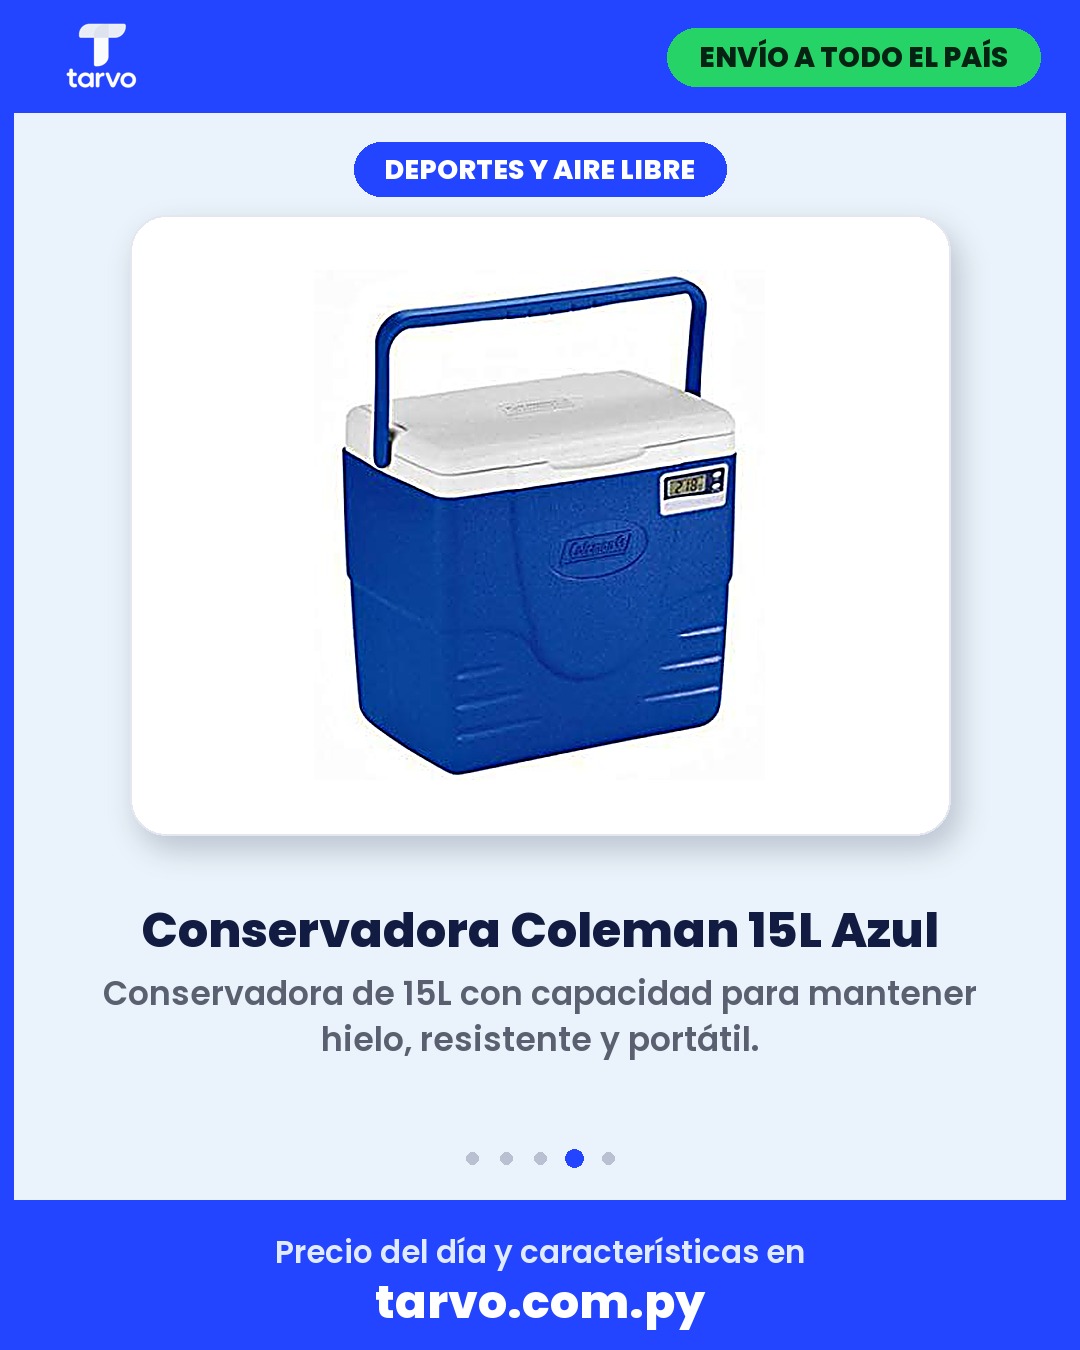 tarvo
ENVÍO A TODO EL PAÍS
DEPORTES Y AIRE LIBRE
Coleman
Conservadora Coleman 15L Azul
Conservadora de 15L con capacidad para mantener
hielo, resistente y portátil.
Precio del día y características en
tarvo.com.py